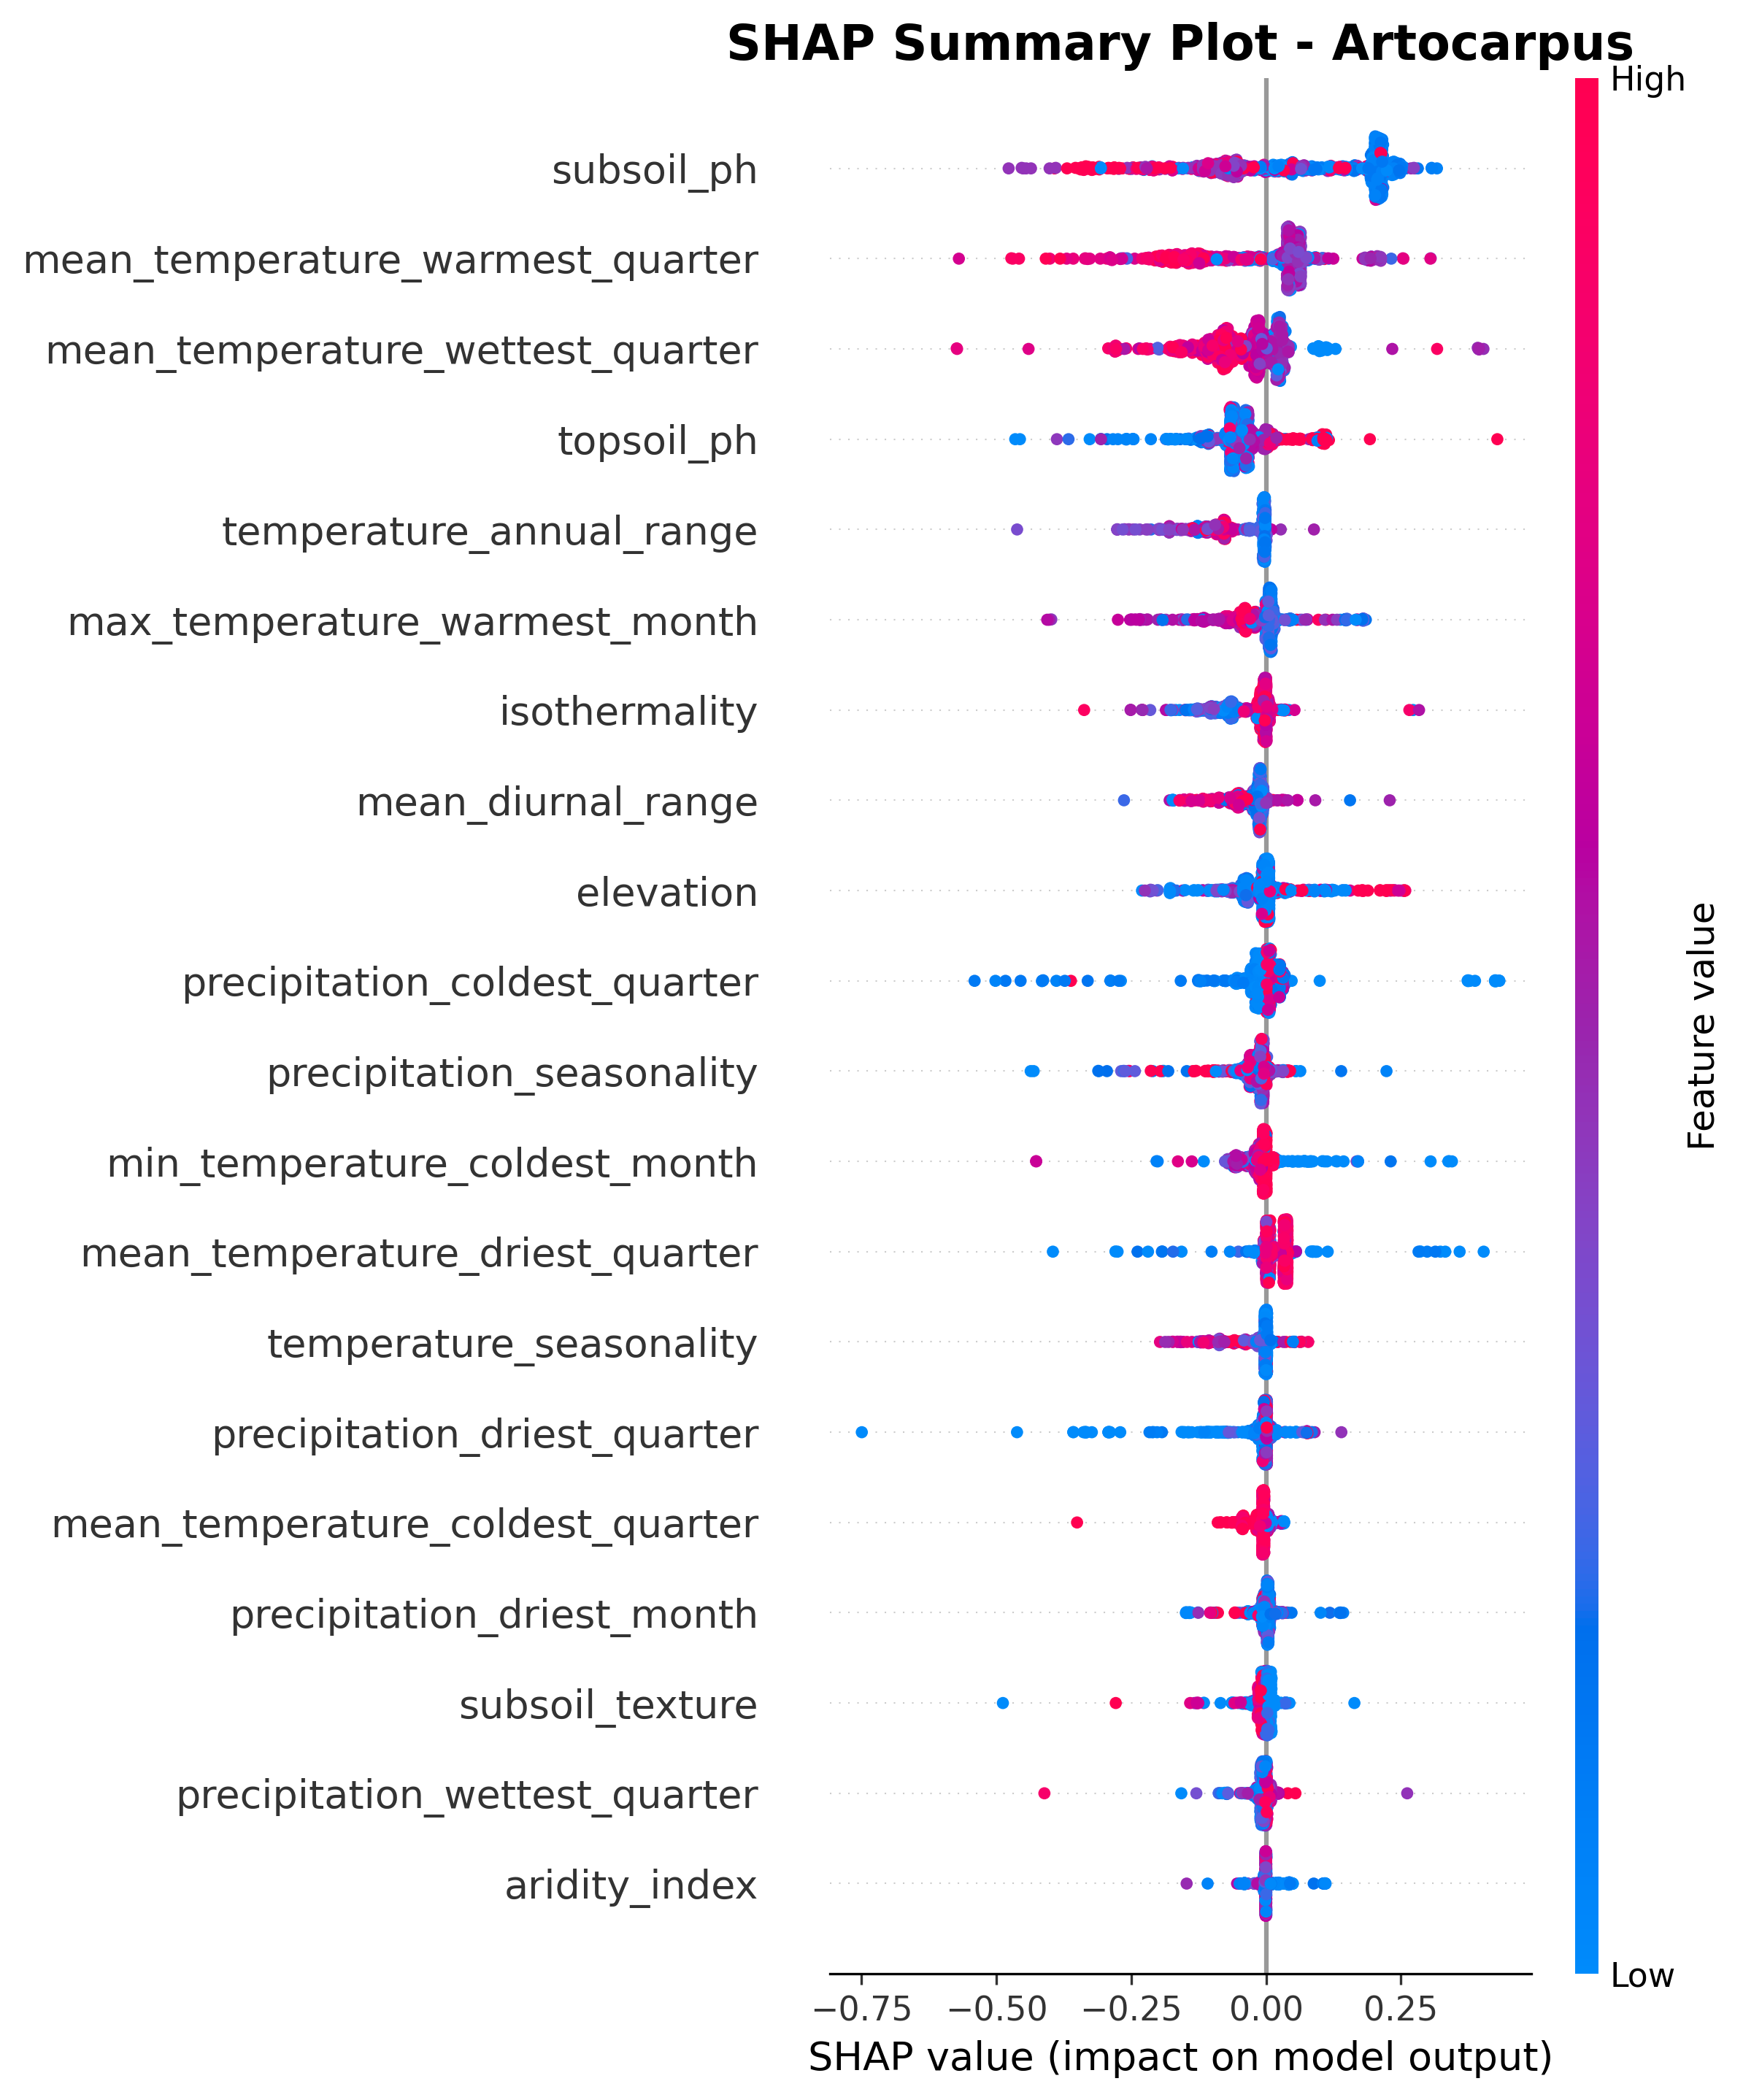 SHAP Summary Plot - Artocarpus
High
subsoil_ph
mean_temperature_warmest_quarter
mean_temperature_wettest_quarter
topsoil_ph
temperature_annual_range
max_temperature_warmest_month
isothermality
mean_diurnal_range
elevation
precipitation_coldest_quarter
precipitation_seasonality
min_temperature_coldest_month
mean_temperature_driest_quarter
temperature_seasonality
precipitation_driest_quarter
mean_temperature_coldest_quarter
precipitation_driest_month
subsoil_texture
precipitation_wettest_quarter
aridity_index
Feature value
Low
−0.75 −0.50 −0.25 0.00 0.25
SHAP value (impact on model output)